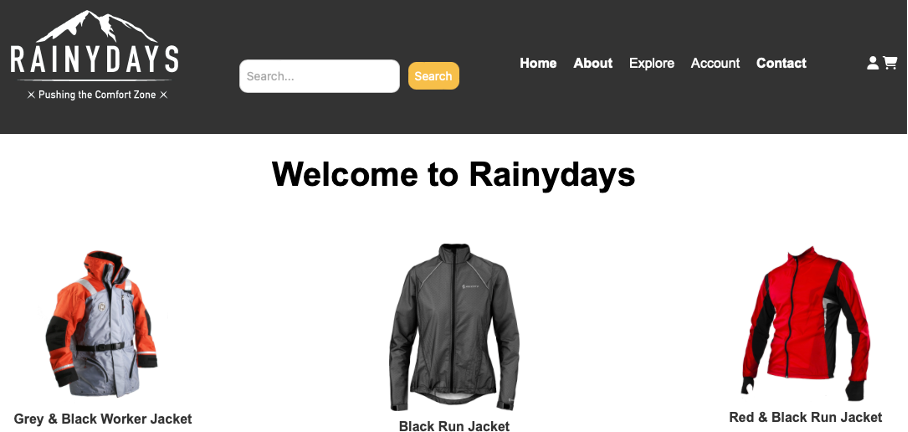 RAINYDAYS
Pushing the Comfort Zone
Search...
Search
Home About Explore Account Contact
Welcome to Rainydays
Grey & Black Worker Jacket
Black Run Jacket
Red & Black Run Jacket